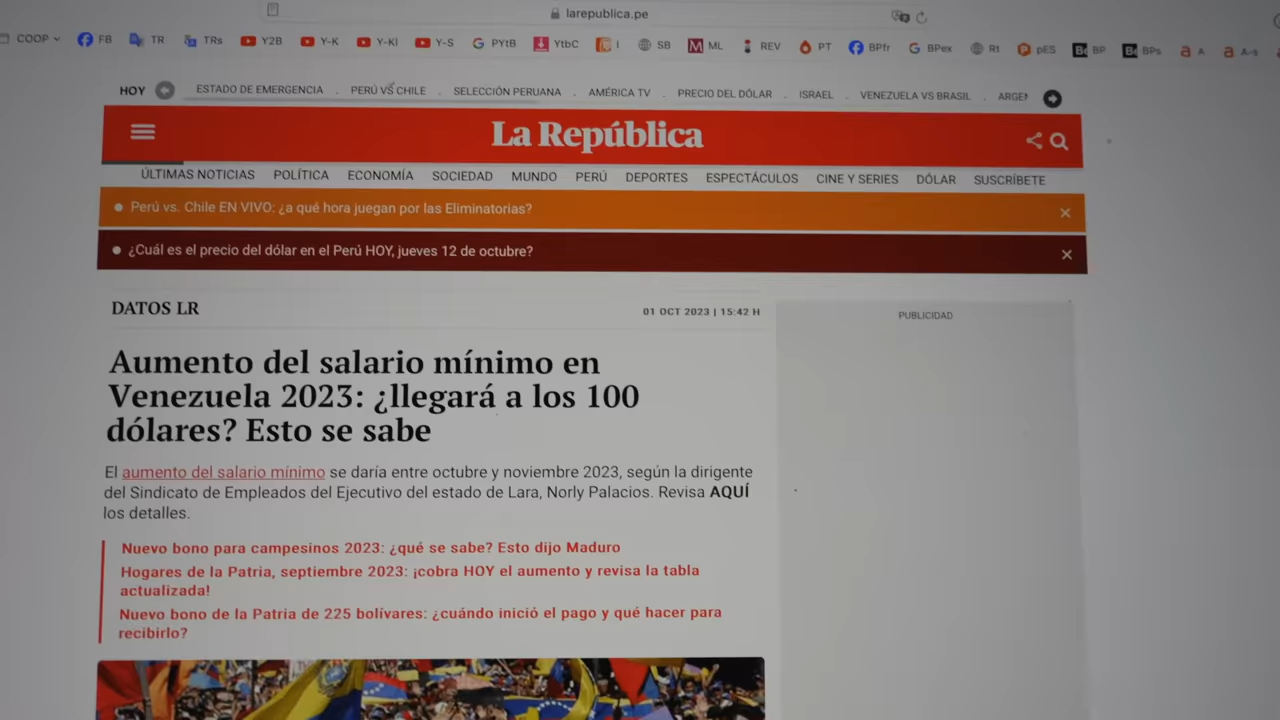 larepublica.pe
COOP FB TR TRs Y2B Y-K Y-KI Y-S PYtB YtbC I SB ML REV PT BPfr BPex Rt pES BP BPs A A-s
HOY ESTADO DE EMERGENCIA PERÚ VS CHILE SELECCIÓN PERUANA AMÉRICA TV PRECIO DEL DÓLAR ISRAEL VENEZUELA VS BRASIL
La República
ÚLTIMAS NOTICIAS POLÍTICA ECONOMÍA SOCIEDAD MUNDO PERÚ DEPORTES ESPECTÁCULOS CINE Y SERIES DÓLAR SUSCRÍBETE
Perú vs. Chile EN VIVO: ¿a qué hora juegan por las Eliminatorias?
¿Cuál es el precio del dólar en el Perú HOY, jueves 12 de octubre?
DATOS LR
01 OCT 2023 | 15:42 H
PUBLICIDAD
Aumento del salario mínimo en
Venezuela 2023: ¿llegará a los 100
dólares? Esto se sabe
El aumento del salario mínimo se daría entre octubre y noviembre 2023, según la dirigente
del Sindicato de Empleados del Ejecutivo del estado de Lara, Norly Palacios. Revisa AQUÍ
los detalles.
Nuevo bono para campesinos 2023: ¿qué se sabe? Esto dijo Maduro
Hogares de la Patria, septiembre 2023: ¡cobra HOY el aumento y revisa la tabla
actualizada!
Nuevo bono de la Patria de 225 bolívares: ¿cuándo inició el pago y qué hacer para
recibirlo?